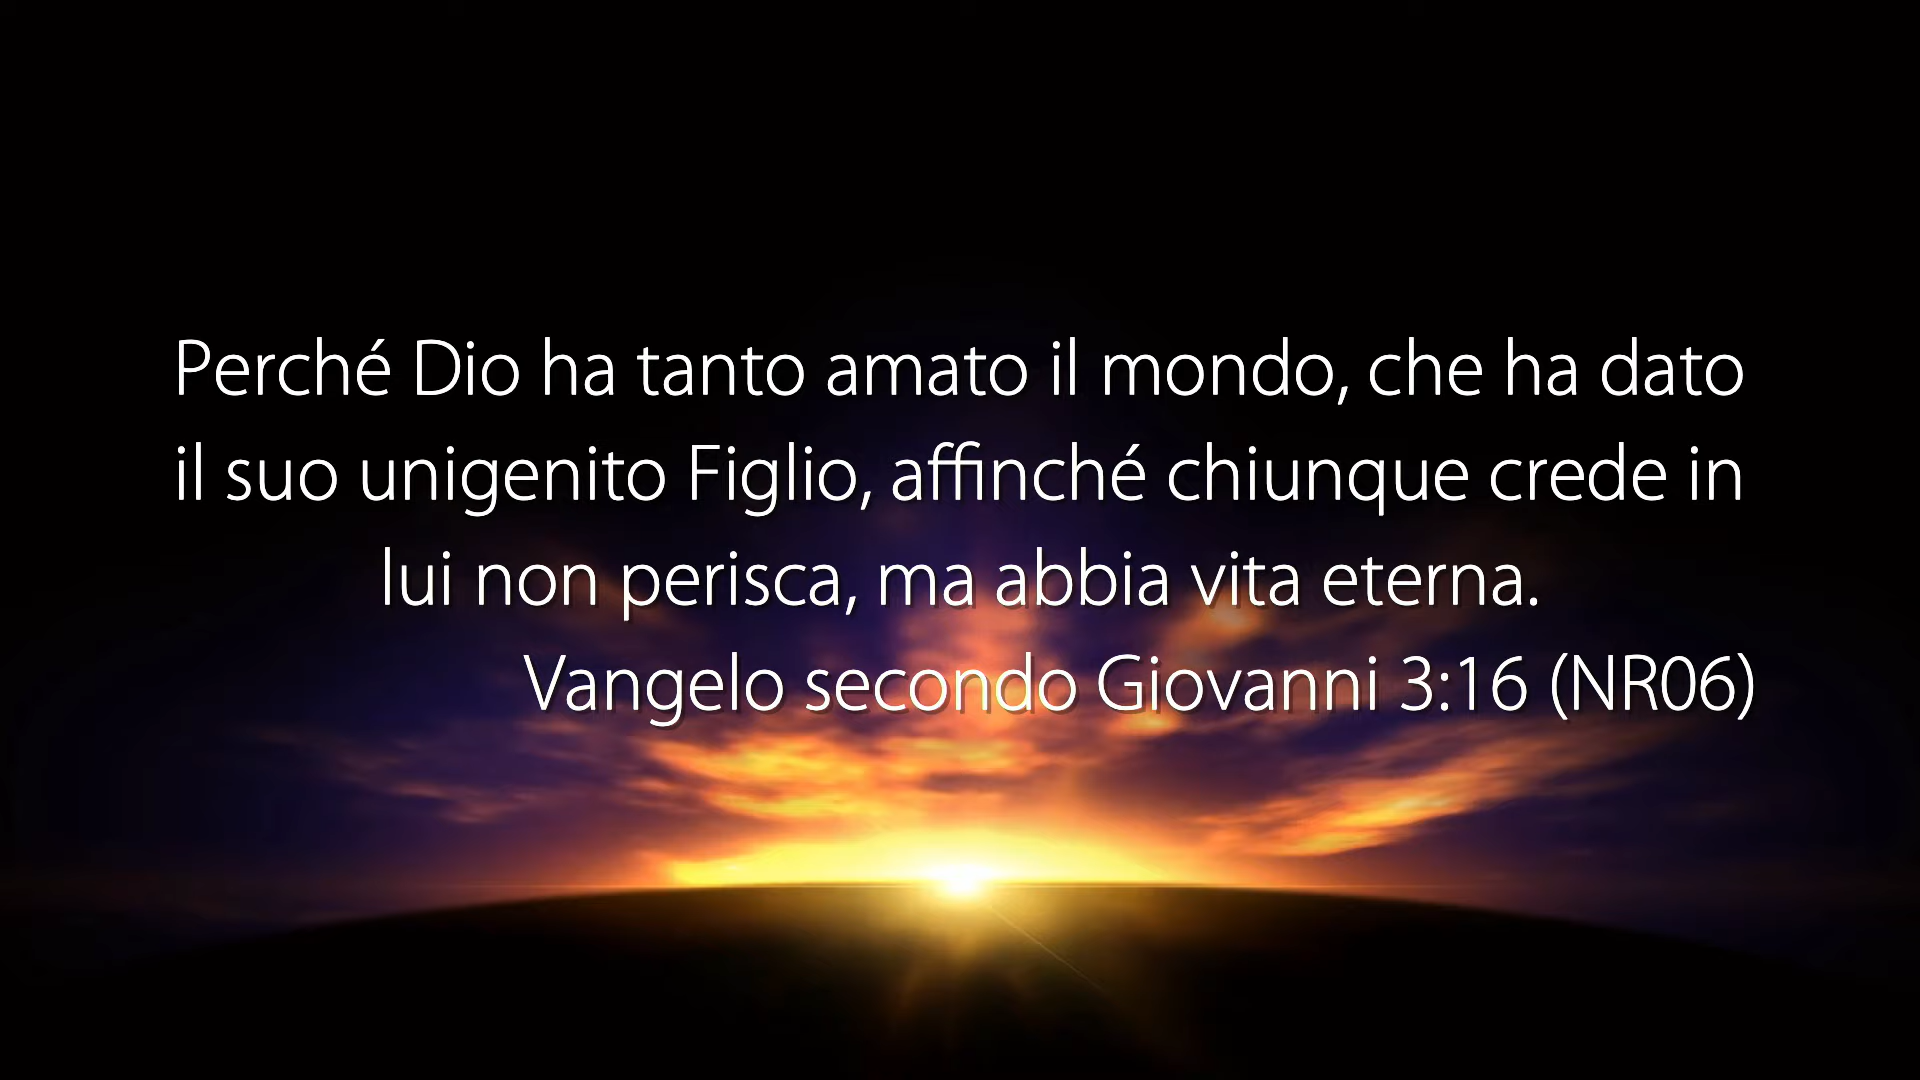 Perché Dio ha tanto amato il mondo, che ha dato
il suo unigenito Figlio, affinché chiunque crede in
lui non perisca, ma abbia vita eterna.
Vangelo secondo Giovanni 3:16 (NR06)